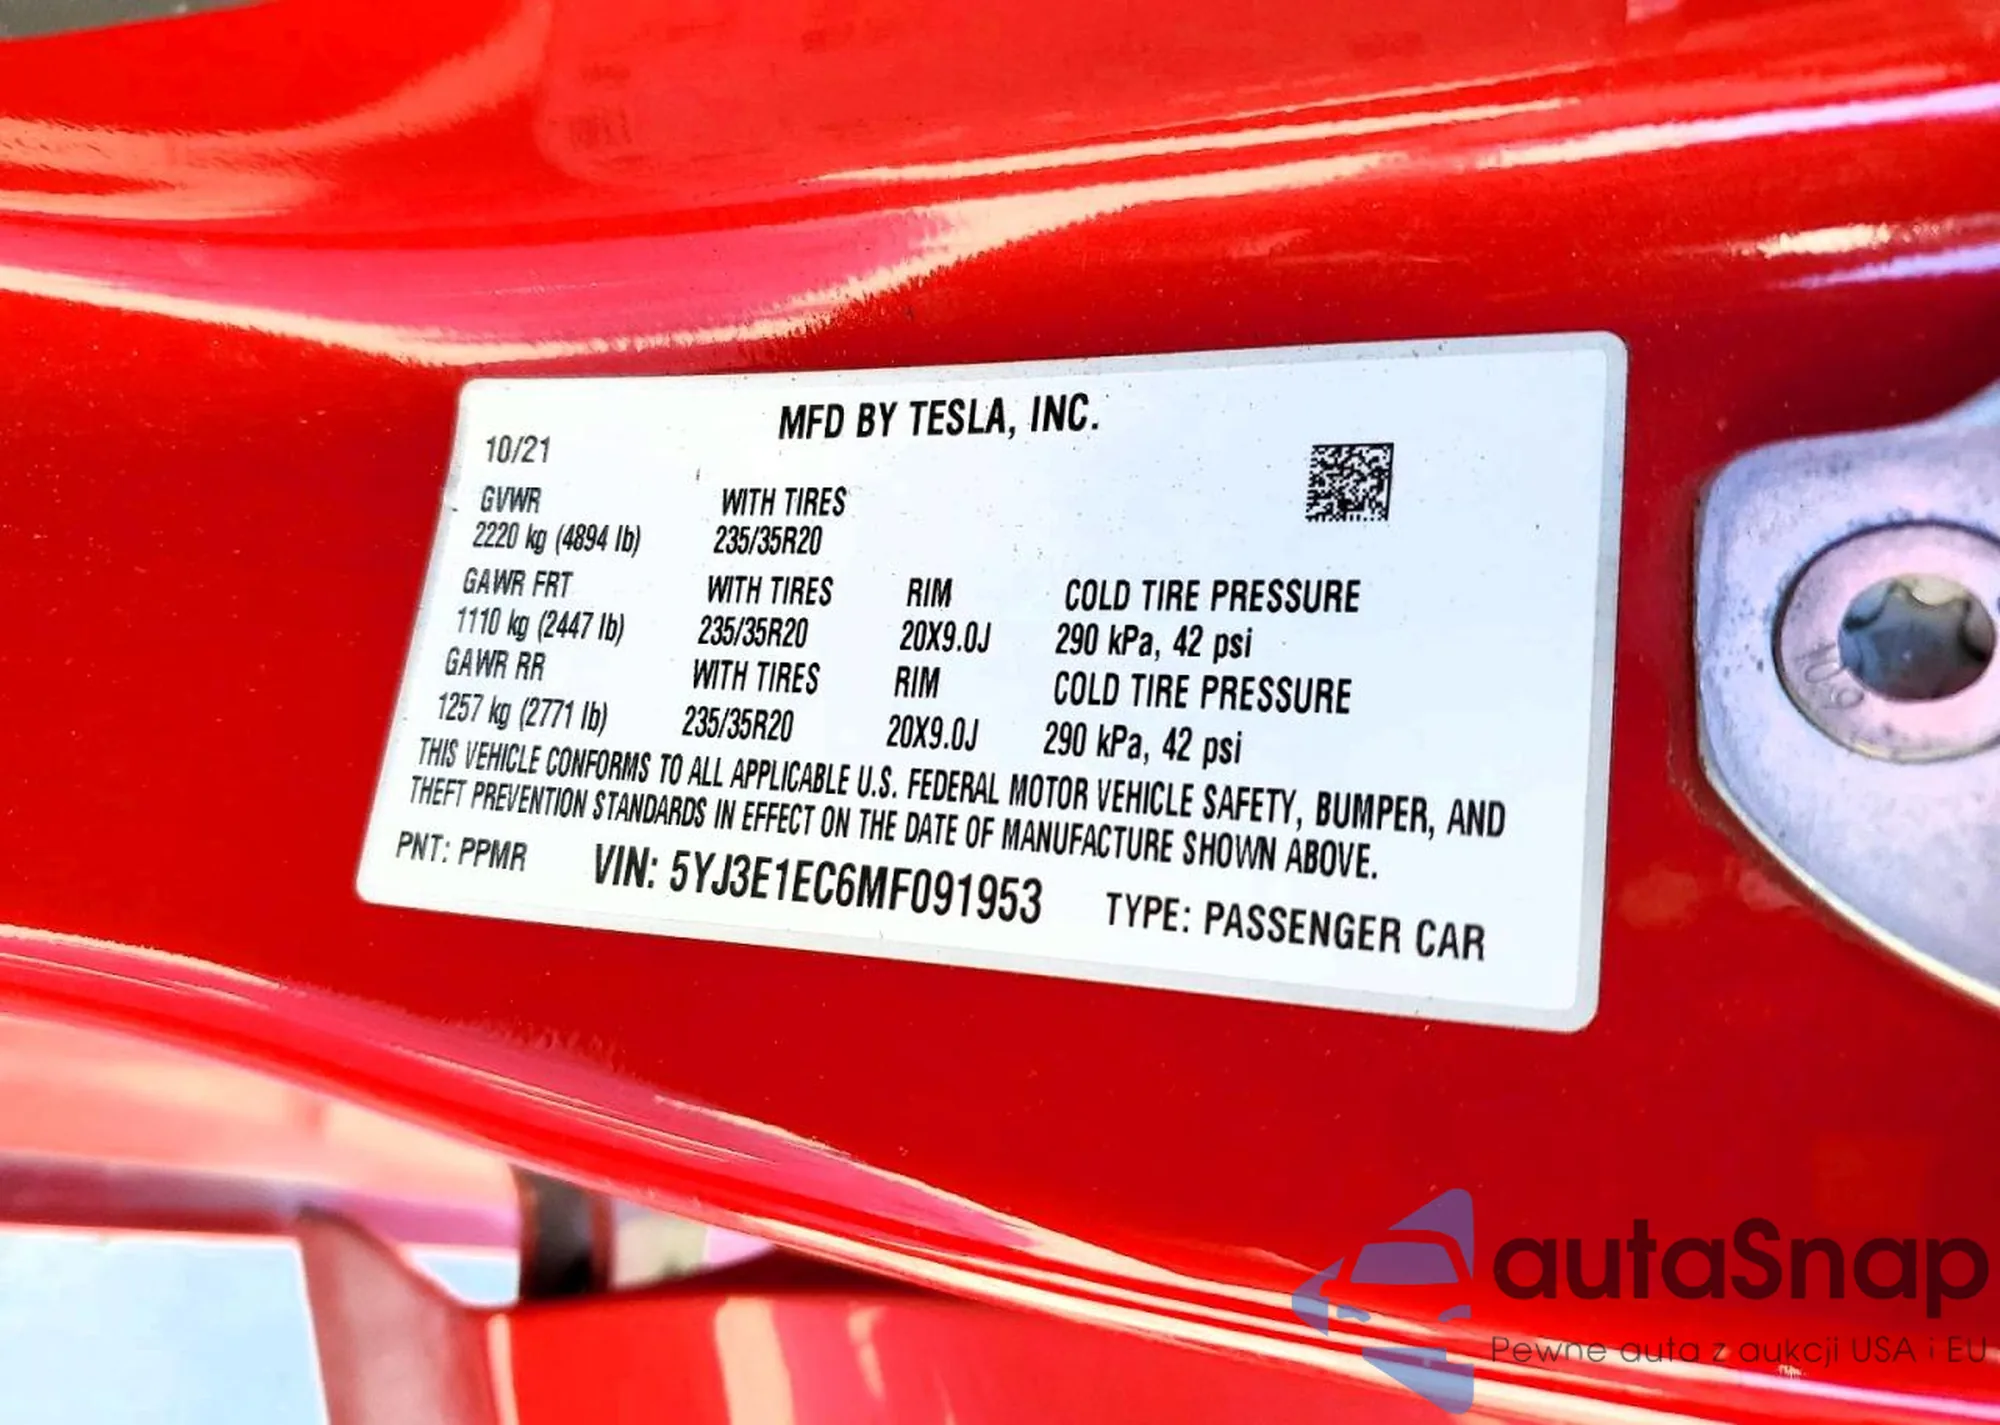 MFD BY TESLA, INC.
10/21
GVWR WITH TIRES
2220 kg (4894 lb) 235/35R20
GAWR FRT WITH TIRES RIM COLD TIRE PRESSURE
1110 kg (2447 lb) 235/35R20 20X9.0J 290 kPa, 42 psi
GAWR RR WITH TIRES RIM COLD TIRE PRESSURE
1257 kg (2771 lb) 235/35R20 20X9.0J 290 kPa, 42 psi
THIS VEHICLE CONFORMS TO ALL APPLICABLE U.S. FEDERAL MOTOR VEHICLE SAFETY, BUMPER, AND
THEFT PREVENTION STANDARDS IN EFFECT ON THE DATE OF MANUFACTURE SHOWN ABOVE.
PNT: PPMR VIN: 5YJ3E1EC6MF091953 TYPE: PASSENGER CAR
10.9
autaSnap
Pewne auta z aukcji USA i EU